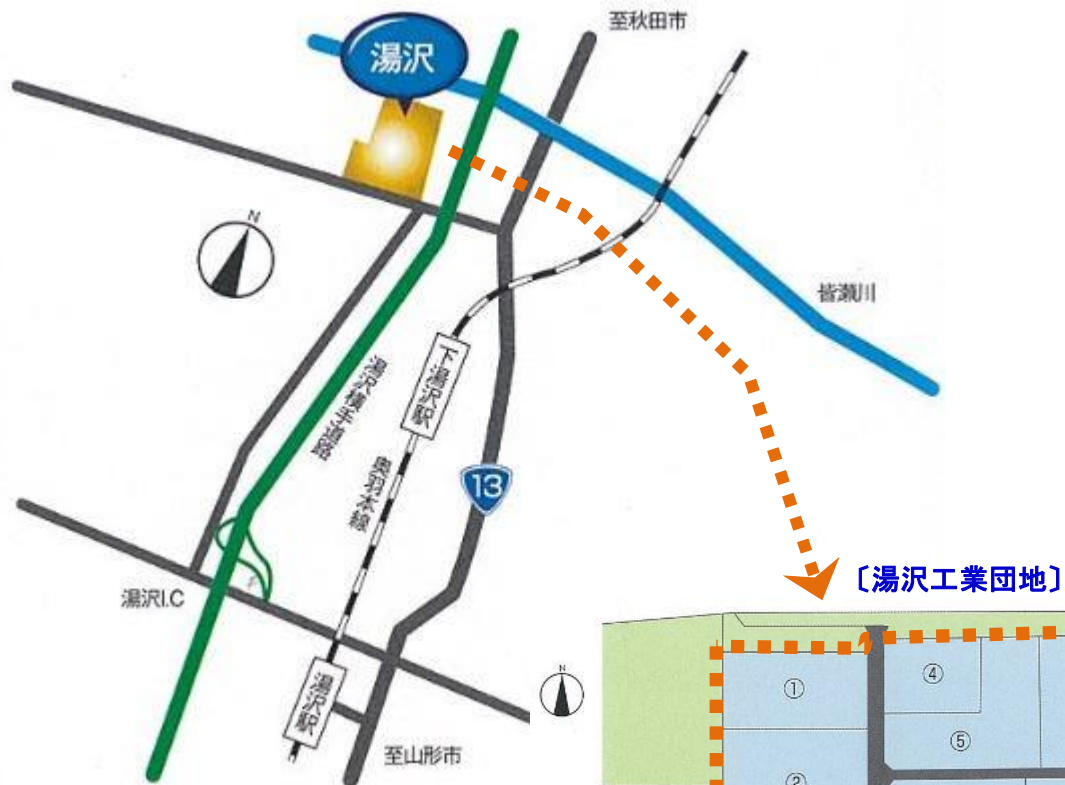 至秋田市
湯沢
N
皆瀬川
下湯沢駅
湯沢横手道路
奥羽本線
13
〔湯沢工業団地〕
湯沢I.C
N
①
④
湯沢駅
⑤
至山形市
②